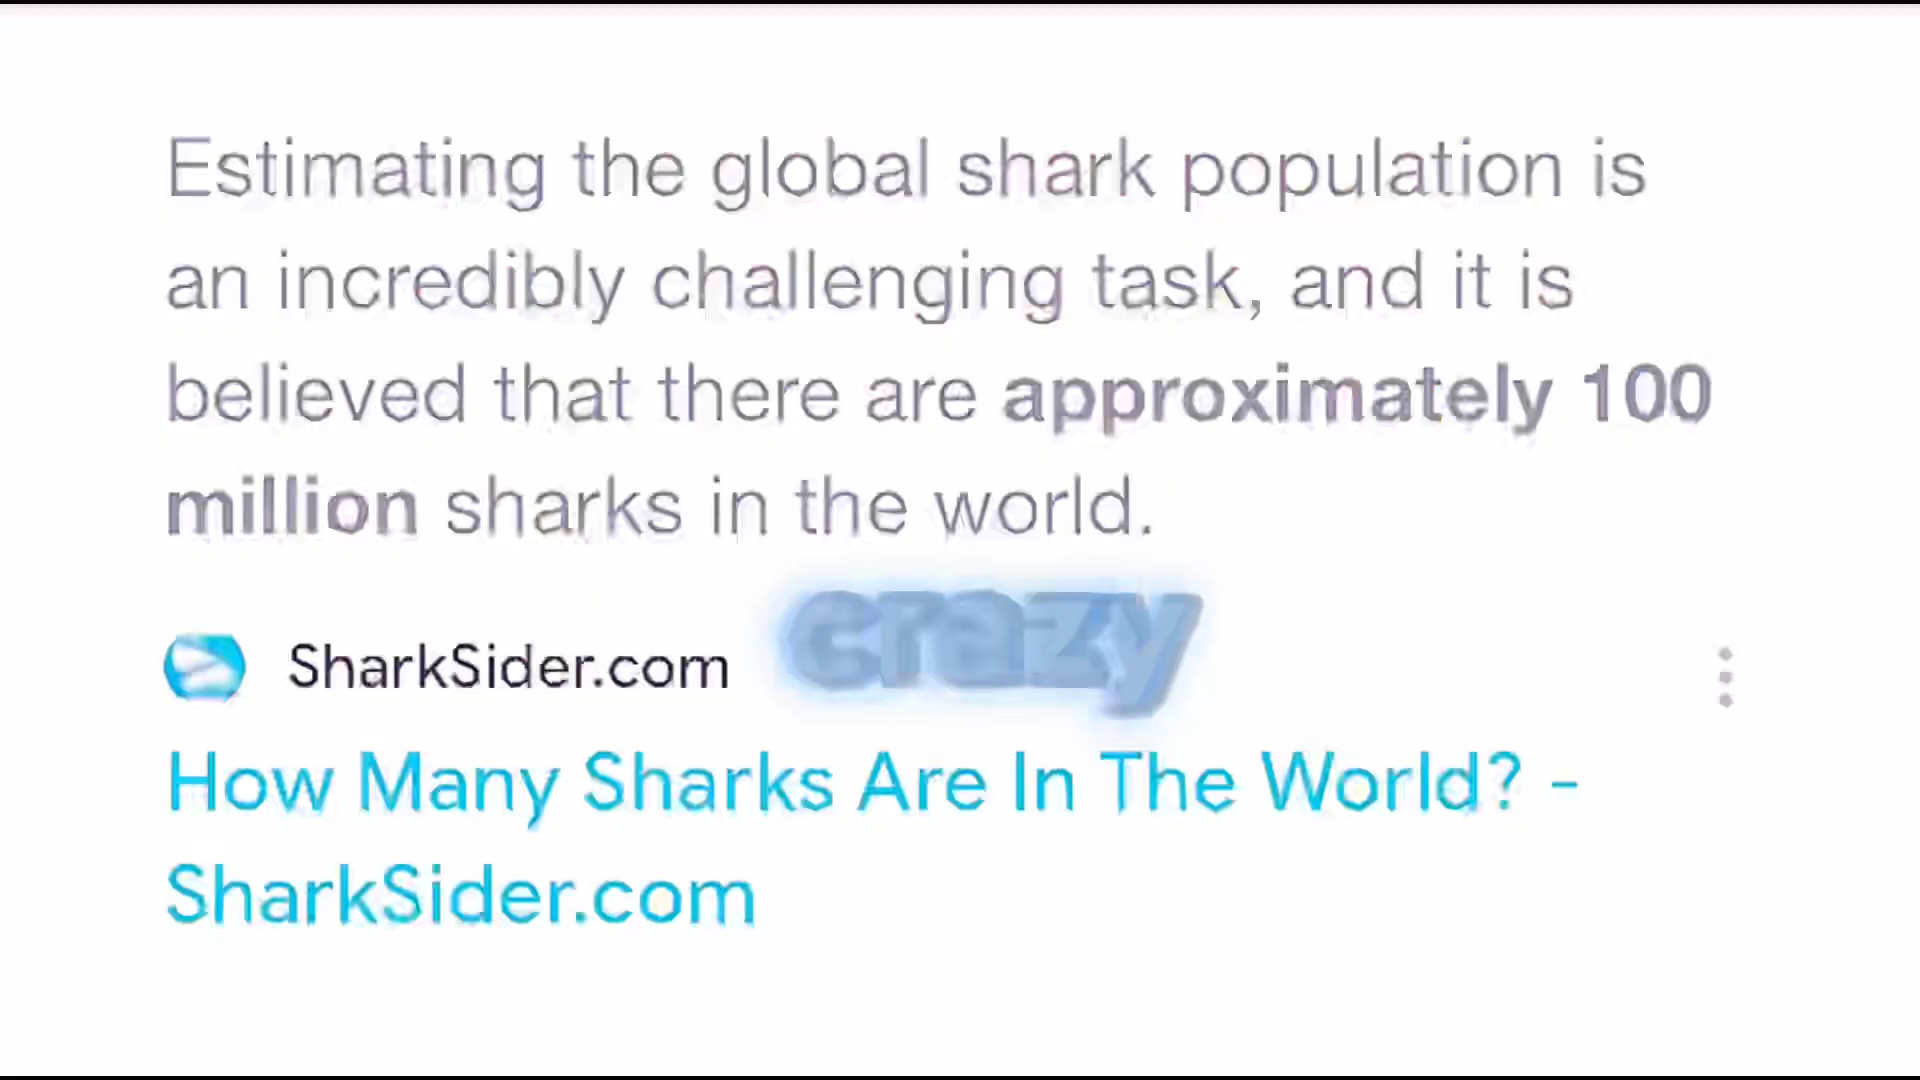 Estimating the global shark population is
an incredibly challenging task, and it is
believed that there are approximately 100
million sharks in the world.
crazy
SharkSider.com
How Many Sharks Are In The World? -
SharkSider.com